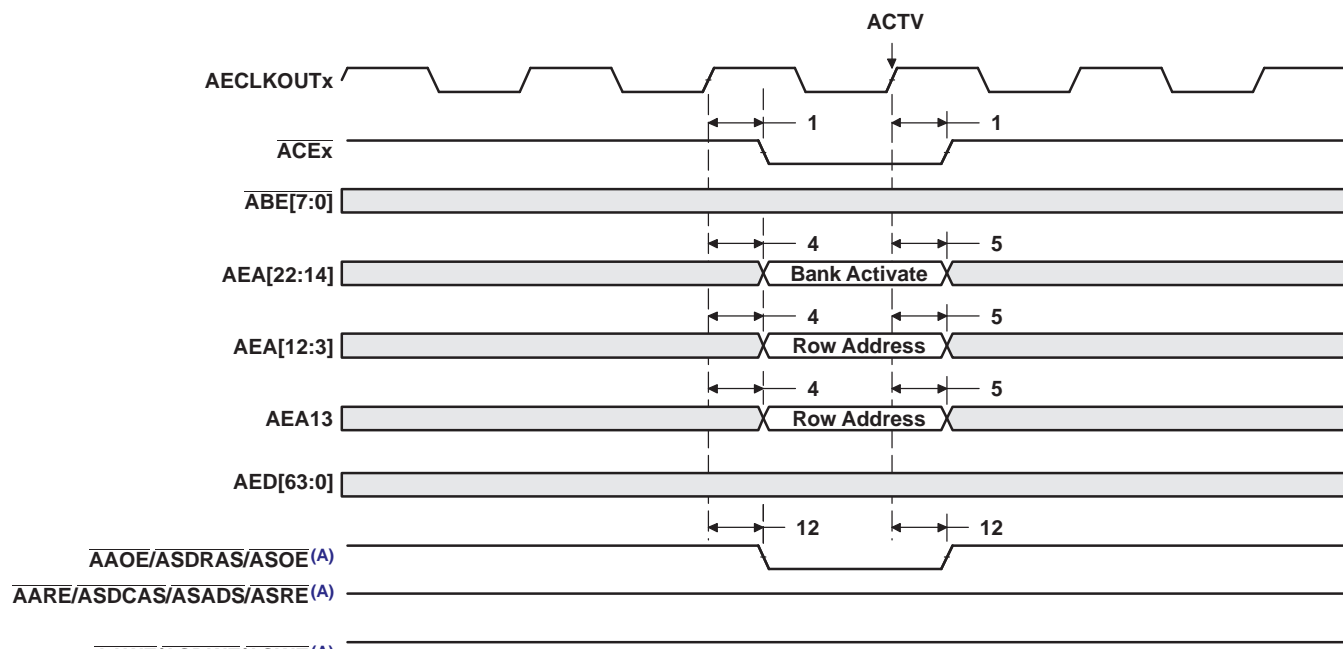 ACTV
AECLKOUTx
1 1
ACEx
ABE[7:0]
4 5
AEA[22:14] Bank Activate
4 5
AEA[12:3] Row Address
4 5
AEA13 Row Address
AED[63:0]
12 12
AAOE/ASDRAS/ASOE(A)
AARE/ASDCAS/ASADS/ASRE(A)
(A)